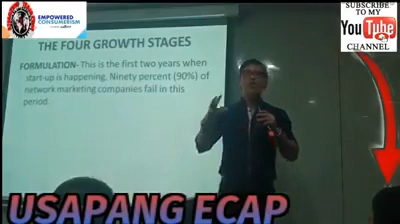 EMPOWERED
CONSUMERISM
SUBSCRIBE
TO MY
YouTube
CHANNEL
THE FOUR GROWTH STAGES
FORMULATION- This is the first two years when
start-up is happening. Ninety percent (90%) of
network marketing companies fail in this
period.
USAPANG ECAP